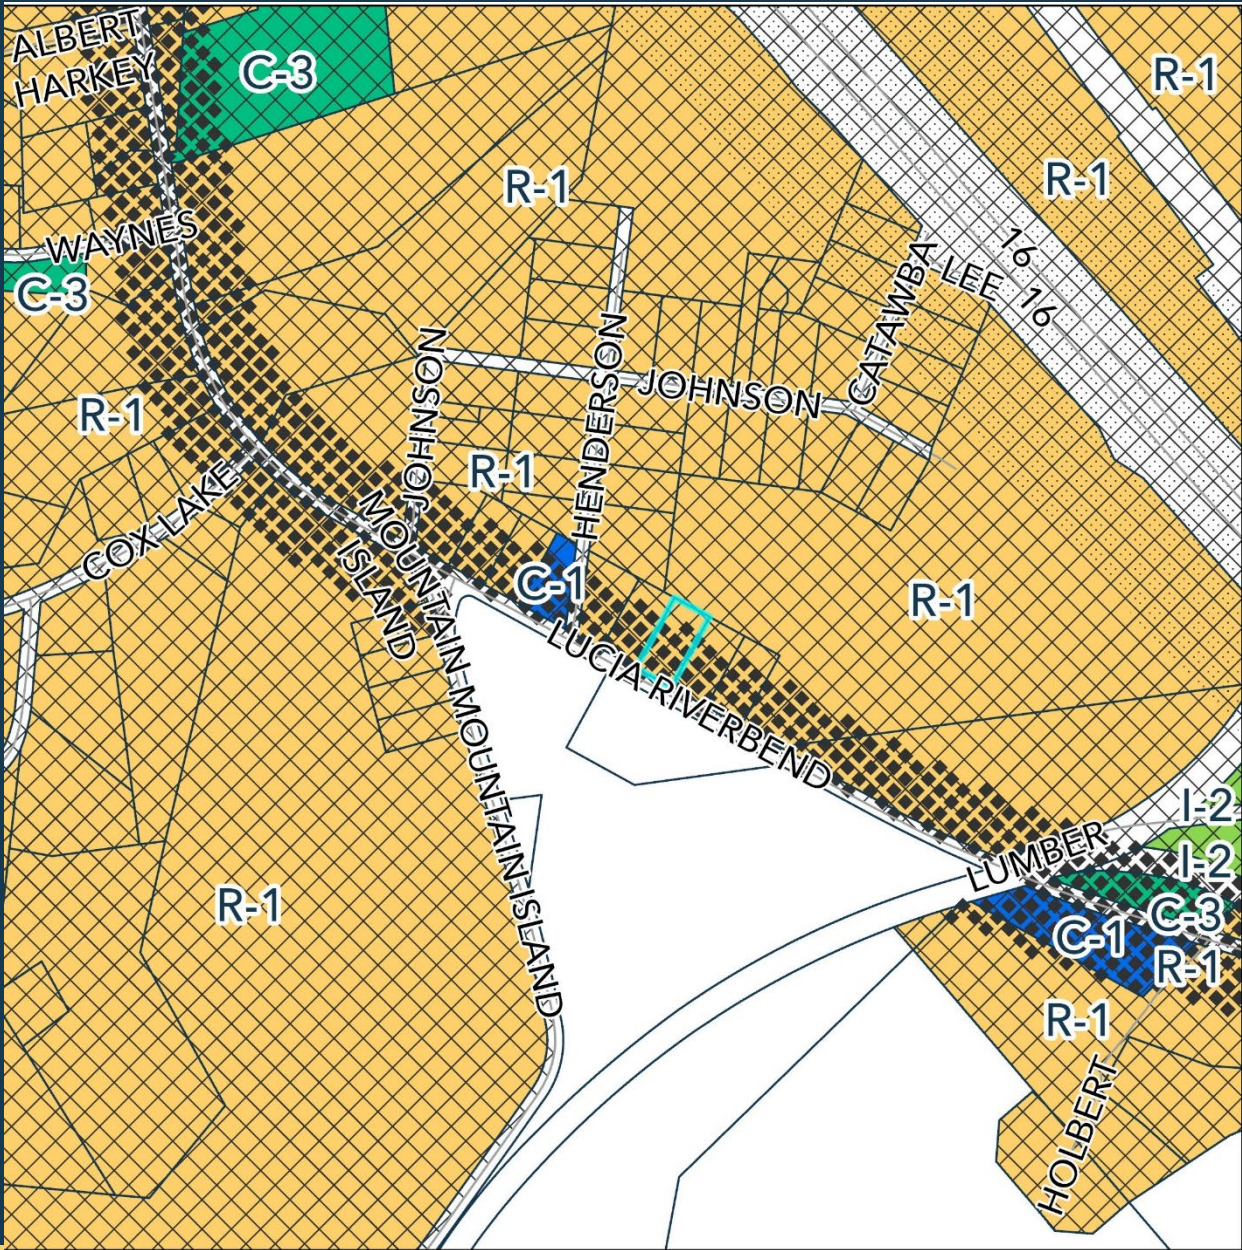 ALBERT
HARKEY
C-3
R-1
R-1
R-1
WAYNES
C-3
16
16
CATAWBA
LEE
JOHNSON
HENDERSON
JOHNSON
R-1
R-1
COX LAKE
MOUNTAIN
ISLAND
C-1
R-1
LUCIA RIVERBEND
MOUNTAIN ISLAND
I-2
LUMBER
I-2
R-1
C-3
C-1
R-1
R-1
HOLBERT